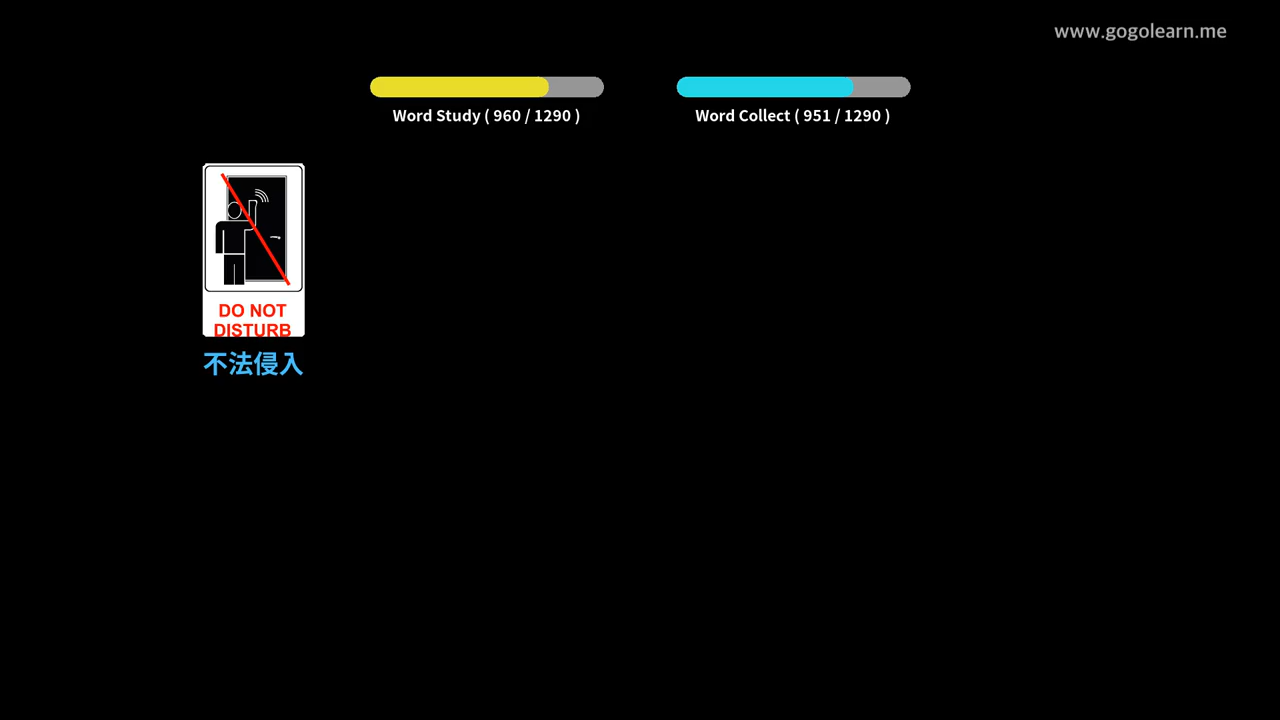 www.gogolearn.me
Word Study ( 960 / 1290 )
Word Collect ( 951 / 1290 )
DO NOT
DISTURB
不法侵入